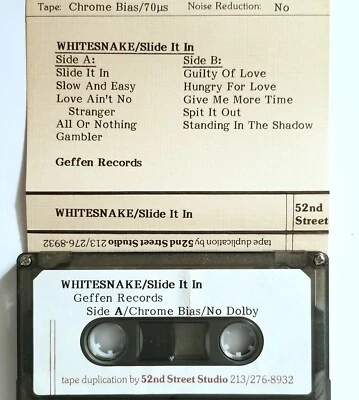 Tape: Chrome Bias/70µs Noise Reduction: No
WHITESNAKE/Slide It In
Side A:
Slide It In
Slow And Easy
Love Ain't No
Stranger
All Or Nothing
Gambler
Side B:
Guilty Of Love
Hungry For Love
Give Me More Time
Spit It Out
Standing In The Shadow
Geffen Records
WHITESNAKE/Slide It In
52nd
Street
tape duplication by 52nd Street Studio 213/276-8932
WHITESNAKE/Slide It In
Geffen Records
Side A/Chrome Bias/No Dolby
tape duplication by 52nd Street Studio 213/276-8932